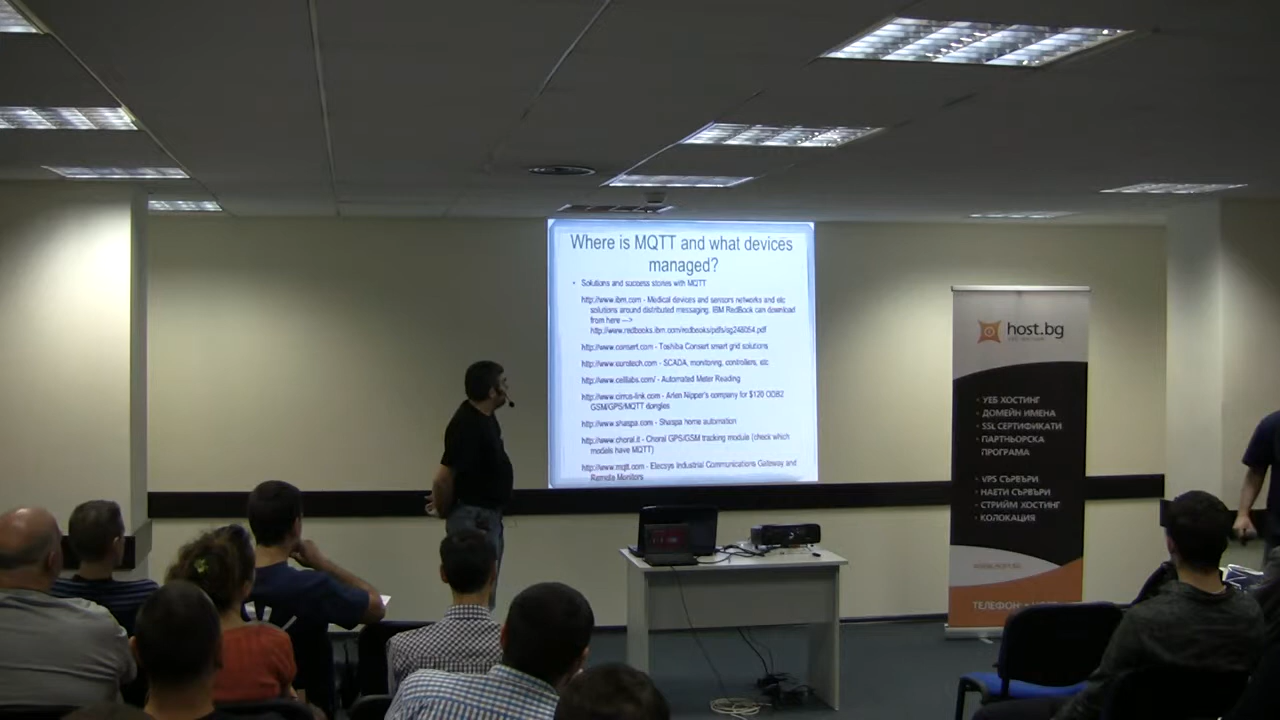 Where is MQTT and what devices
managed?
Solutions and success stories with MQTT
http://www.ibm.com - Medical devices and sensors networks and etc
solutions around distributed messaging. IBM RedBook can download
from here --->
http://www.redbooks.ibm.com/redbooks/pdfs/sg248054.pdf
http://www.consert.com - Toshiba Consert smart grid solutions
http://www.eurotech.com - SCADA, monitoring, controllers, etc
http://www.celllabs.com/ - Automated Meter Reading
http://www.cirrus-link.com - Arlen Nipper's company for $120 ODB2
GSM/GPS/MQTT dongles
http://www.shaspa.com - Shaspa home automation
http://www.choral.it - Choral GPS/GSM tracking module (check which
models have MQTT)
http://www.mqtt.com - Elecsys Industrial Communications Gateway and
Remote Monitors
host.bg
УЕБ ХОСТИНГ
ДОМЕЙН ИМЕНА
SSL СЕРТИФИКАТИ
ПАРТНЬОРСКА
ПРОГРАМА
VPS СЪРВЪРИ
НАЕТИ СЪРВЪРИ
СТРИЙМ ХОСТИНГ
КОЛОКАЦИЯ
ТЕЛЕФОН